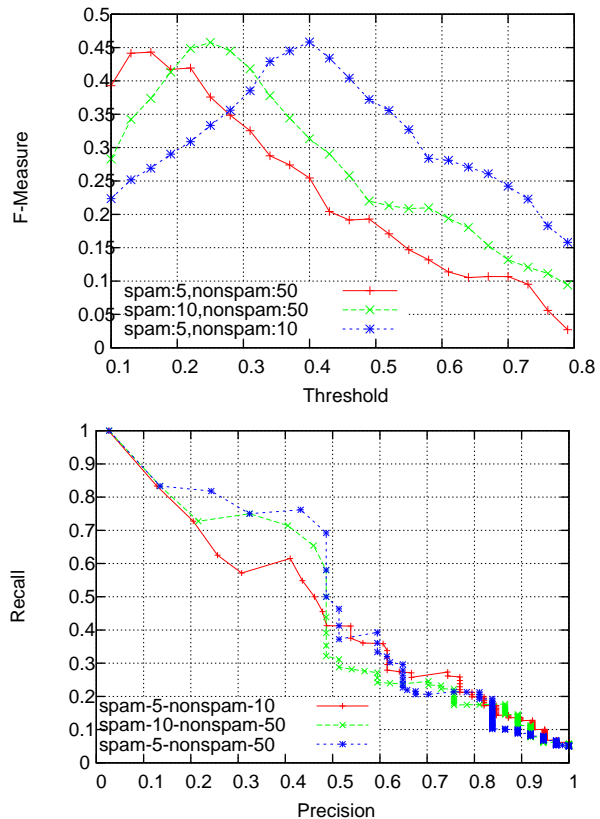 0.5
0.45
0.4
0.35
0.3
0.25
0.2
0.15
0.1
0.05
0
F-Measure
spam:5,nonspam:50
spam:10,nonspam:50
spam:5,nonspam:10
0.1 0.2 0.3 0.4 0.5 0.6 0.7 0.8
Threshold
1
0.9
0.8
0.7
0.6
0.5
0.4
0.3
0.2
0.1
0
Recall
spam-5-nonspam-10
spam-10-nonspam-50
spam-5-nonspam-50
0 0.1 0.2 0.3 0.4 0.5 0.6 0.7 0.8 0.9 1
Precision